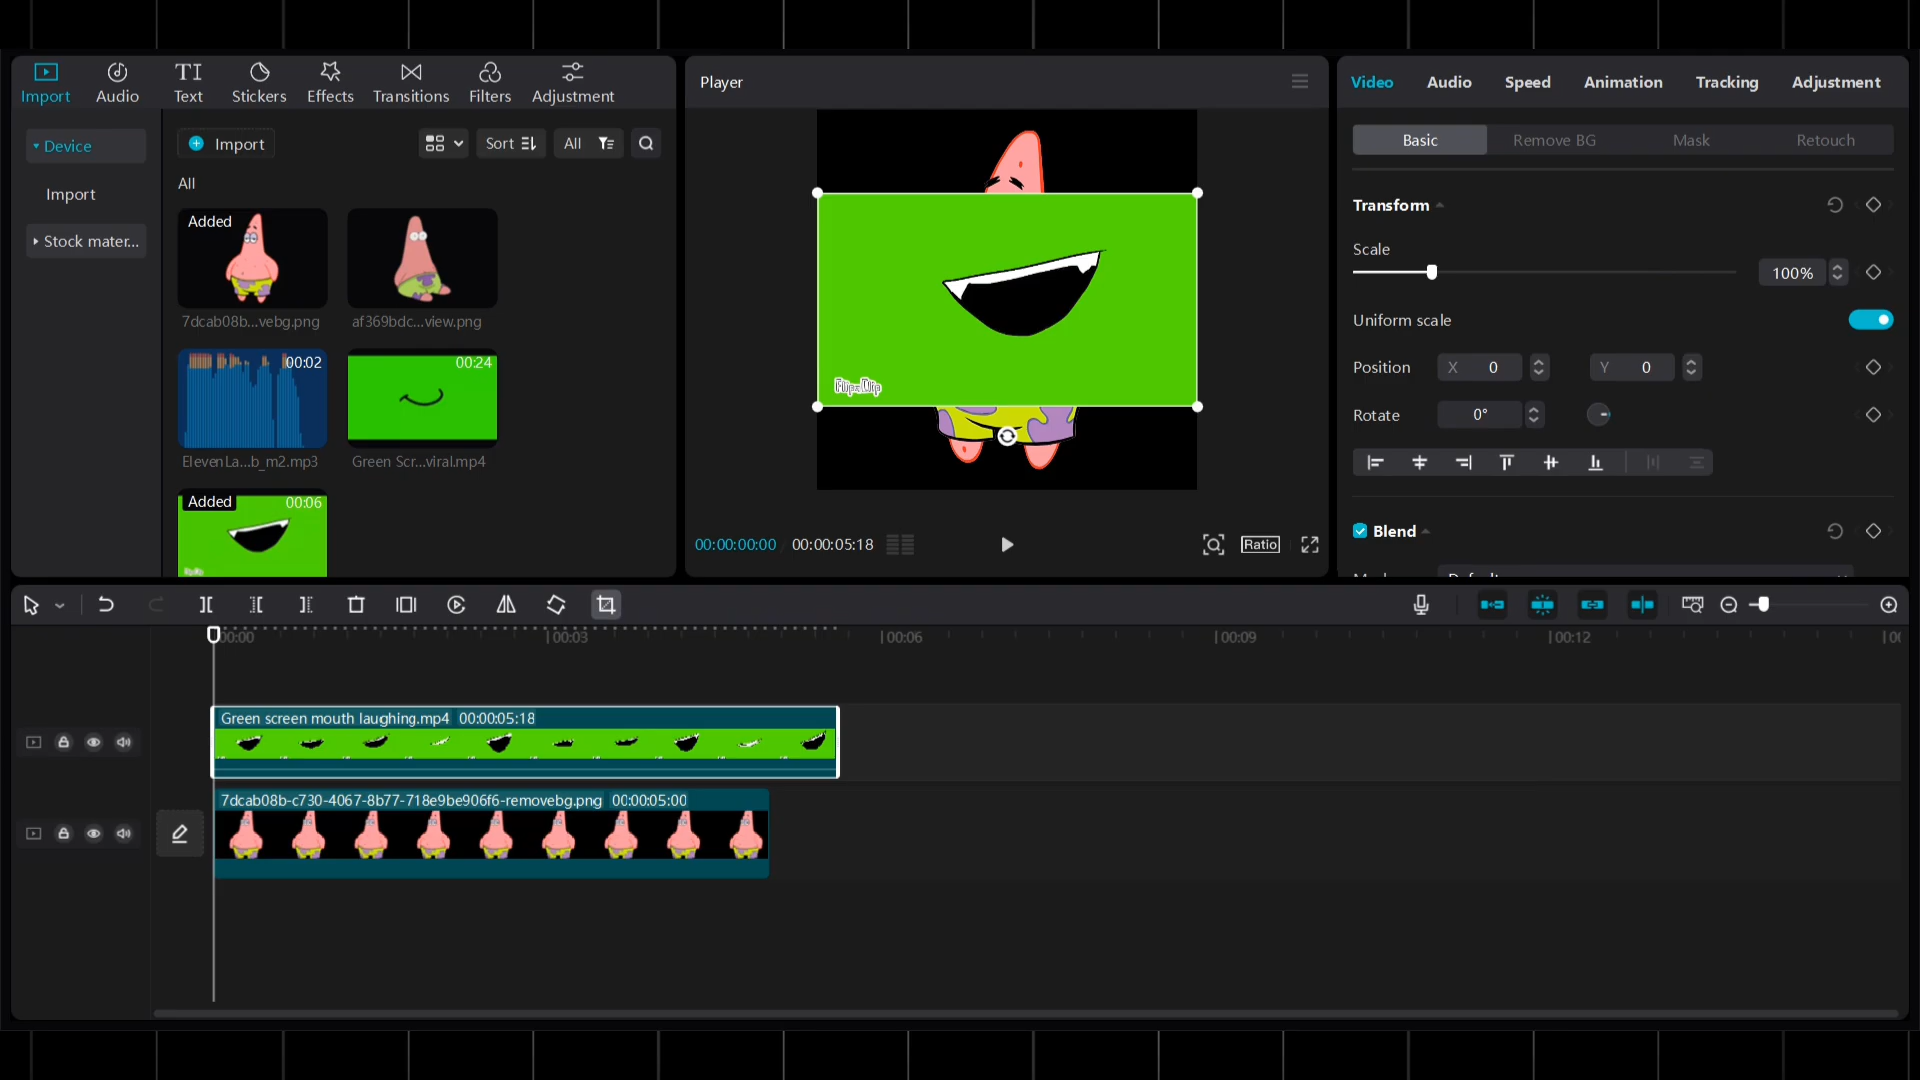 Import
Audio
Text
Stickers
Effects
Transitions
Filters
Adjustment
Device
Import
Stock mater...
Import
Sort
All
All
Added
7dcab08b...vebg.png
af369bdc...view.png
00:02
ElevenLa...b_m2.mp3
00:24
Green Scr...viral.mp4
Added
00:06
Player
00:00:00:00
00:00:05:18
Ratio
Video
Audio
Speed
Animation
Tracking
Adjustment
Basic
Remove BG
Mask
Retouch
Transform
Scale
100%
Uniform scale
Position
X 0
Y 0
Rotate
0°
Blend
00:00
00:03
00:06
00:09
00:12
Green screen mouth laughing.mp4 00:00:05:18
7dcab08b-c730-4067-8b77-718e9be906f6-removebg.png 00:00:05:00